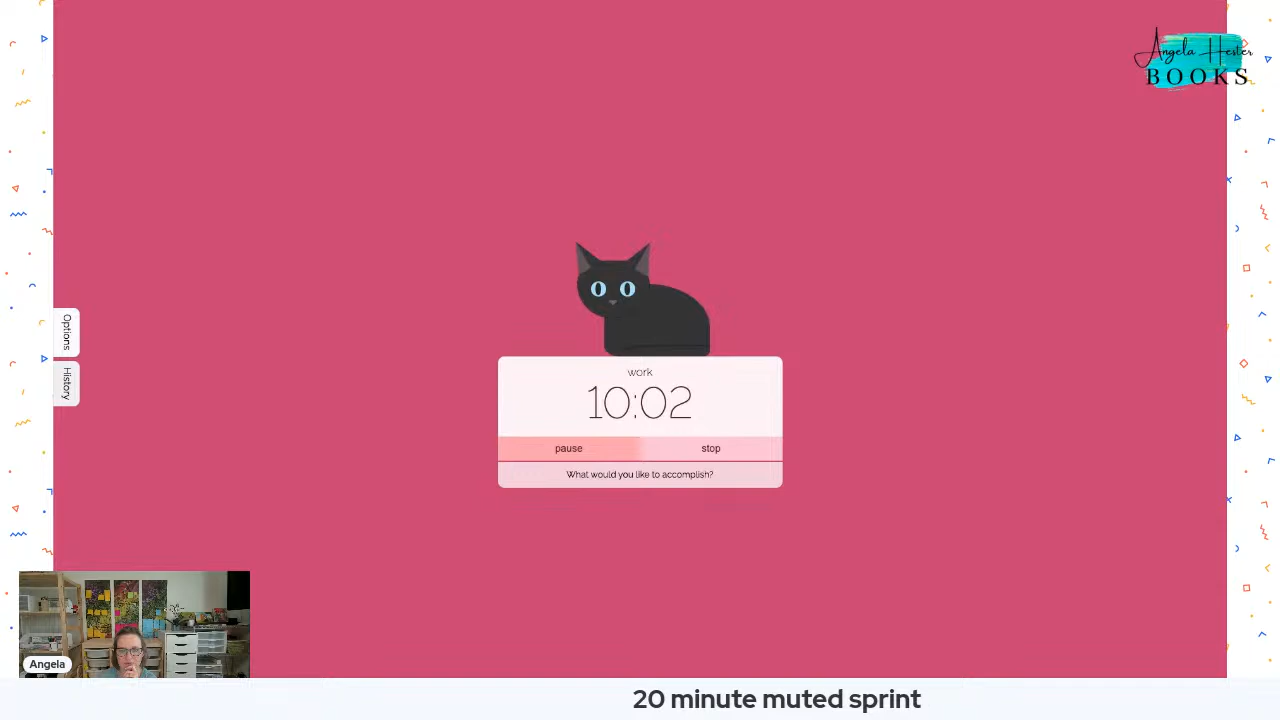 Angela Hester
BOOKS
Options
History
work
10:02
pause
stop
What would you like to accomplish?
Angela
20 minute muted sprint